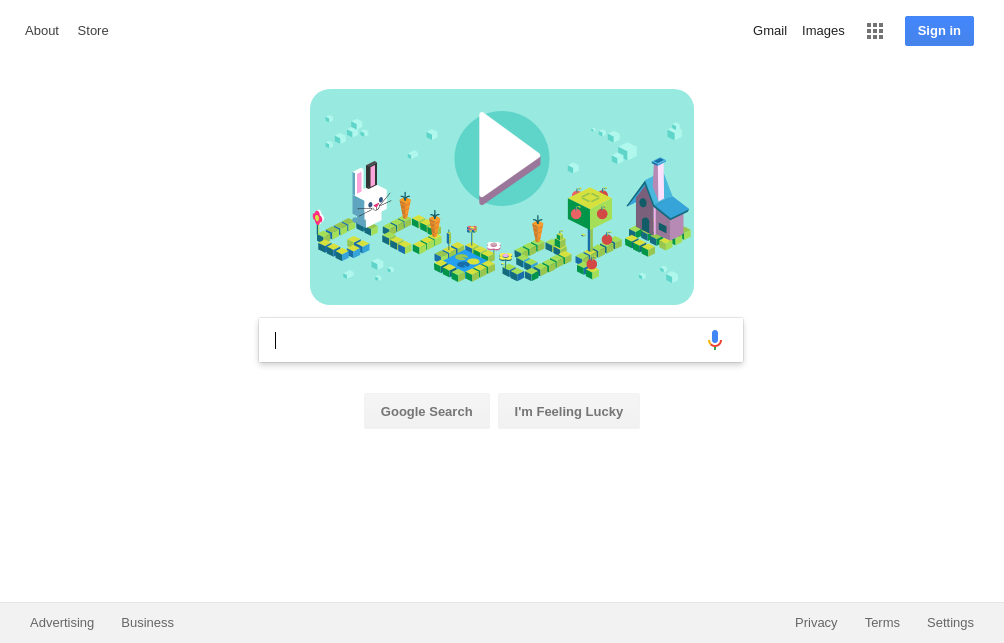 About Store Gmail Images Sign in
Google Search I'm Feeling Lucky
Advertising Business Privacy Terms Settings